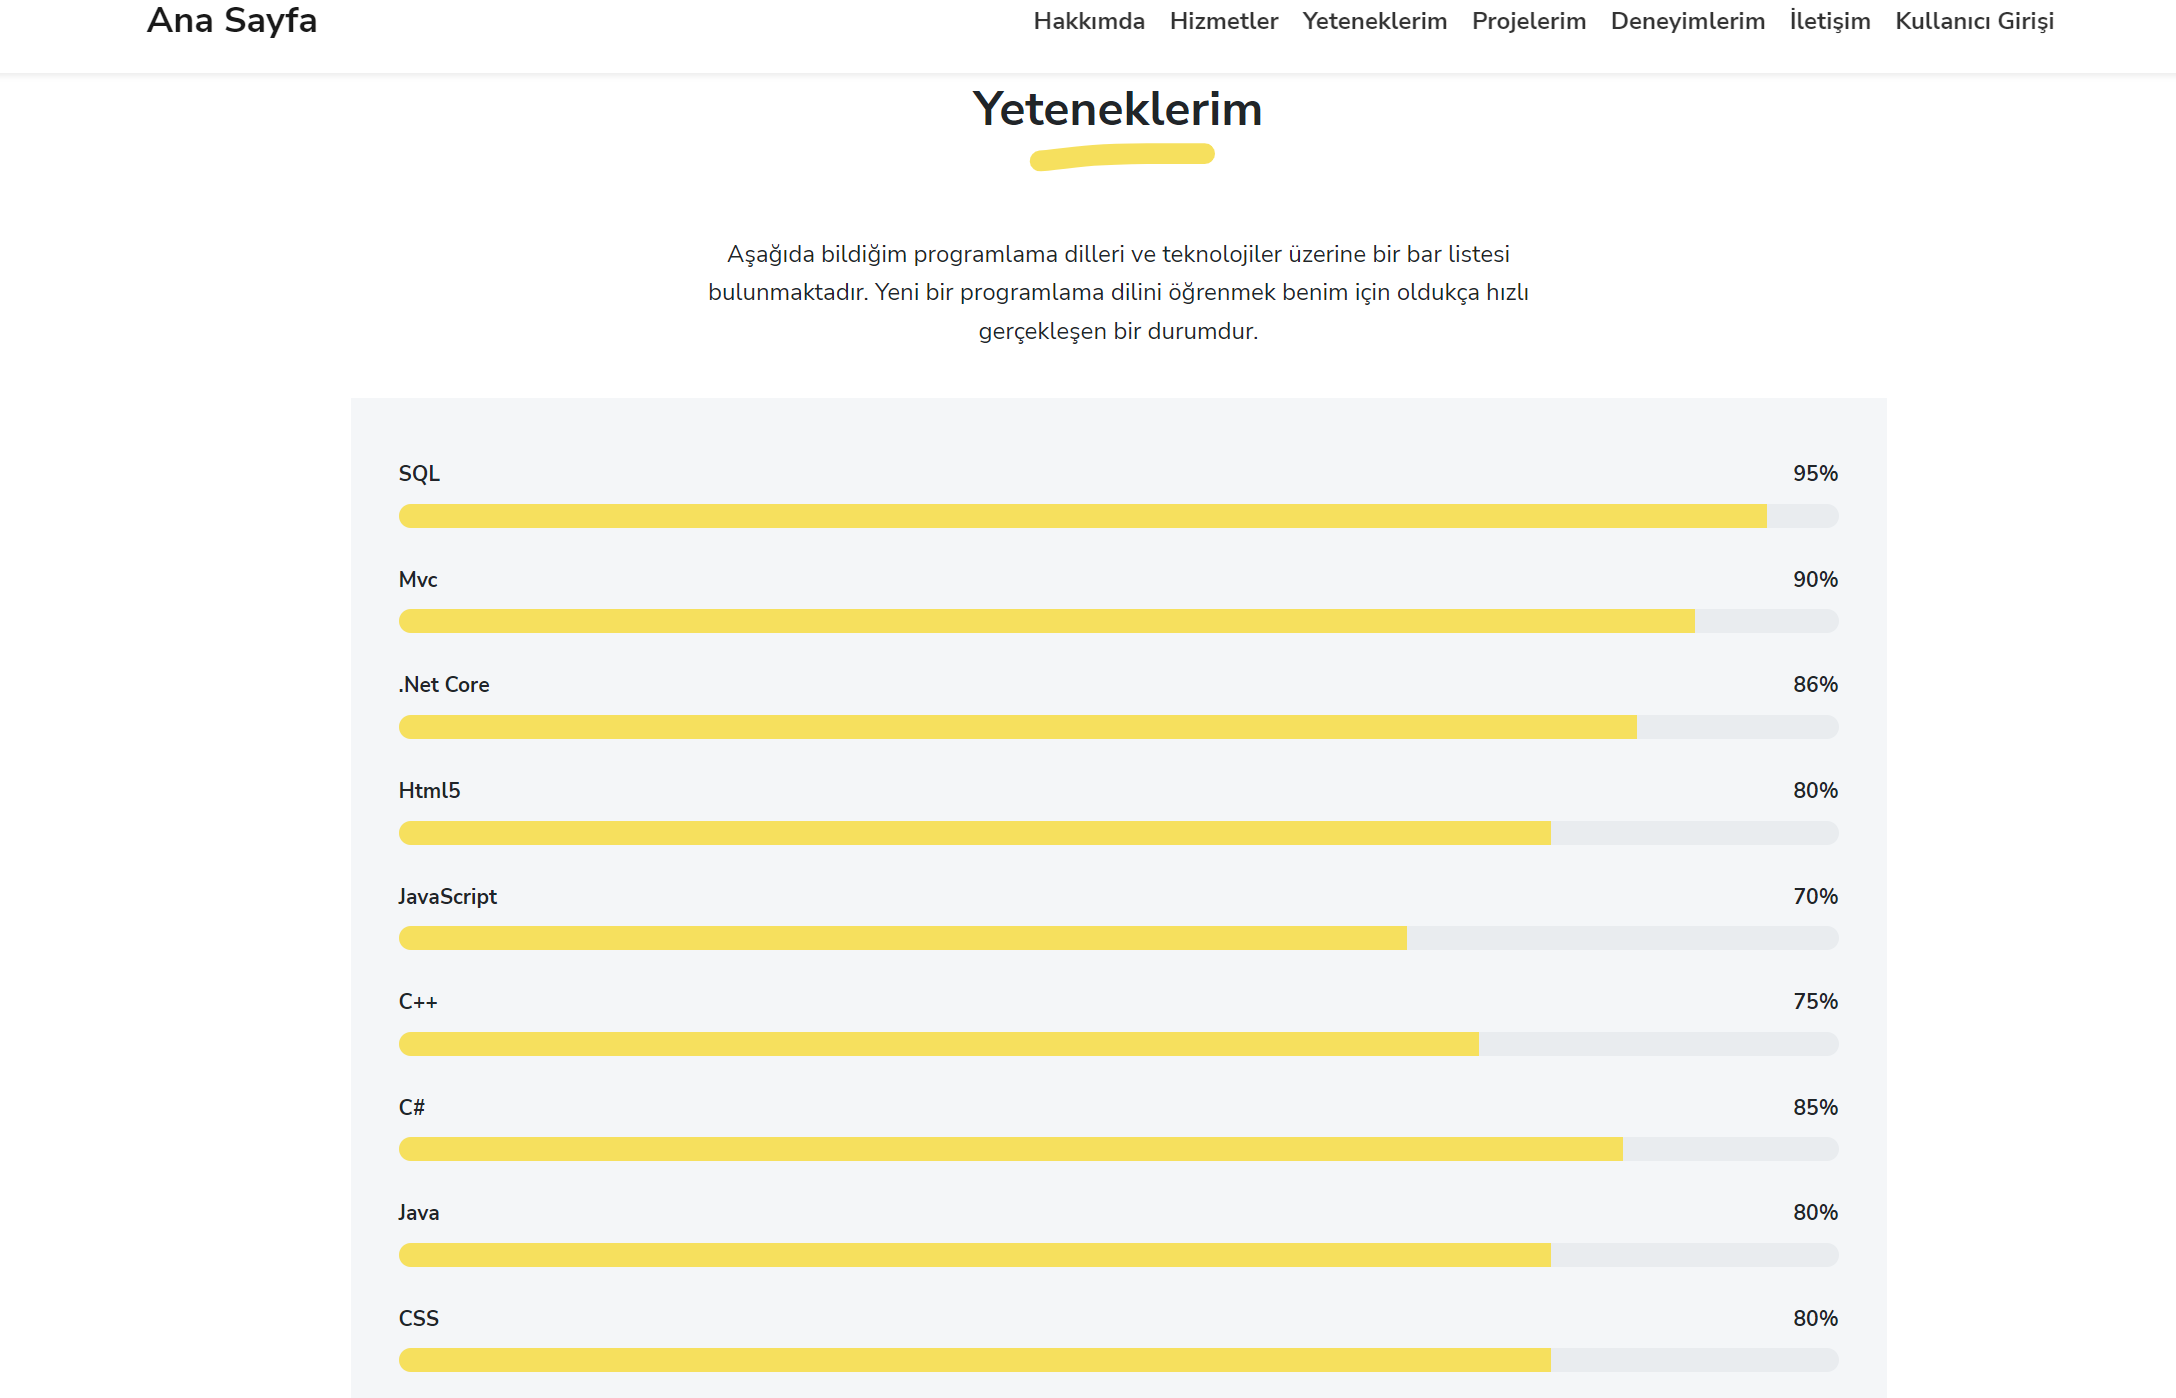 Ana Sayfa
Hakkımda Hizmetler Yeteneklerim Projelerim Deneyimlerim İletişim Kullanıcı Girişi
Yeteneklerim
Aşağıda bildiğim programlama dilleri ve teknolojiler üzerine bir bar listesi
bulunmaktadır. Yeni bir programlama dilini öğrenmek benim için oldukça hızlı
gerçekleşen bir durumdur.
SQL 95%
Mvc 90%
.Net Core 86%
Html5 80%
JavaScript 70%
C++ 75%
C# 85%
Java 80%
CSS 80%